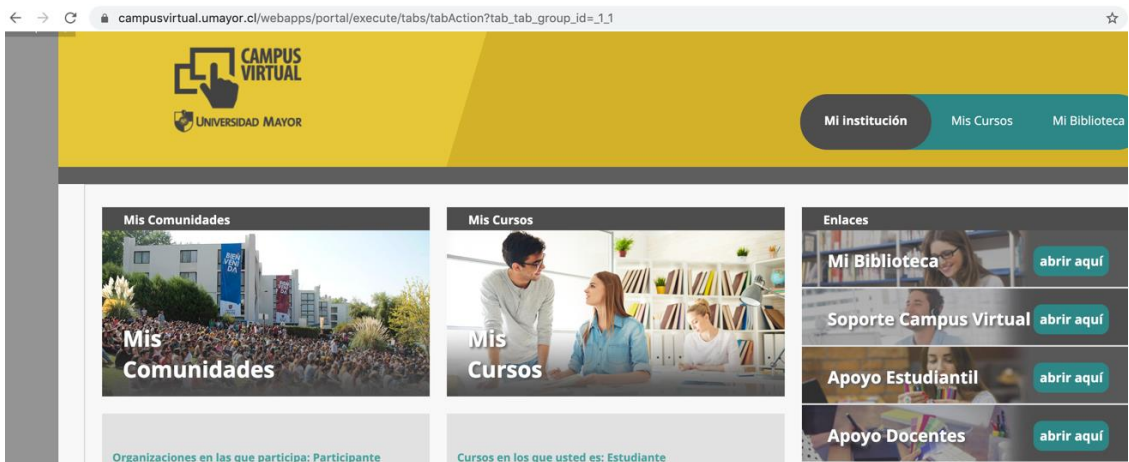 campusvirtual.umayor.cl/webapps/portal/execute/tabs/tabAction?tab_tab_group_id=_1_1
CAMPUS
VIRTUAL
UNIVERSIDAD MAYOR
Mi institución
Mis Cursos
Mi Biblioteca
Mis Comunidades
BIEN
VENI
DA
Mis
Comunidades
Mis Cursos
Mis
Cursos
Enlaces
Mi Biblioteca
abrir aquí
Soporte Campus Virtual
abrir aquí
Apoyo Estudiantil
abrir aquí
Apoyo Docentes
abrir aquí
Organizaciones en las que participa: Participante
Cursos en los que usted es: Estudiante